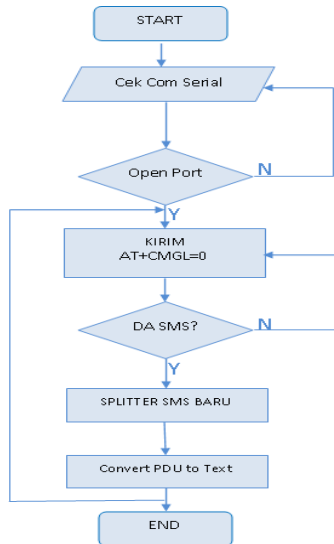 START
Cek Com Serial
Open Port
N
Y
KIRIM
AT+CMGL=0
DA SMS?
N
Y
SPLITTER SMS BARU
Convert PDU to Text
END